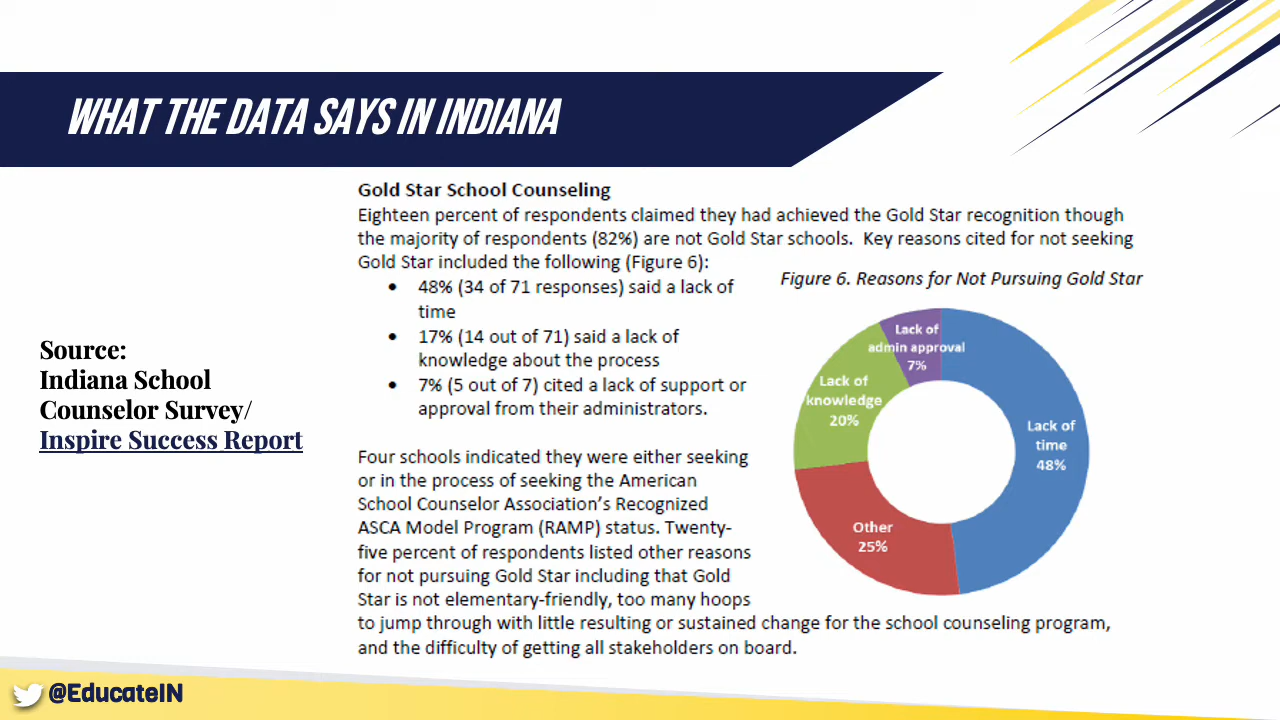 WHAT THE DATA SAYS IN INDIANA
Source:
Indiana School
Counselor Survey/
Inspire Success Report
Gold Star School Counseling
Eighteen percent of respondents claimed they had achieved the Gold Star recognition though
the majority of respondents (82%) are not Gold Star schools. Key reasons cited for not seeking
Gold Star included the following (Figure 6):
• 48% (34 of 71 responses) said a lack of
time
• 17% (14 out of 71) said a lack of
knowledge about the process
• 7% (5 out of 7) cited a lack of support or
approval from their administrators.
Four schools indicated they were either seeking
or in the process of seeking the American
School Counselor Association’s Recognized
ASCA Model Program (RAMP) status. Twenty-
five percent of respondents listed other reasons
for not pursuing Gold Star including that Gold
Star is not elementary-friendly, too many hoops
to jump through with little resulting or sustained change for the school counseling program,
and the difficulty of getting all stakeholders on board.
Figure 6. Reasons for Not Pursuing Gold Star
Lack of
admin approval
7%
Lack of
knowledge
20%
Lack of
time
48%
Other
25%
@EducateIN